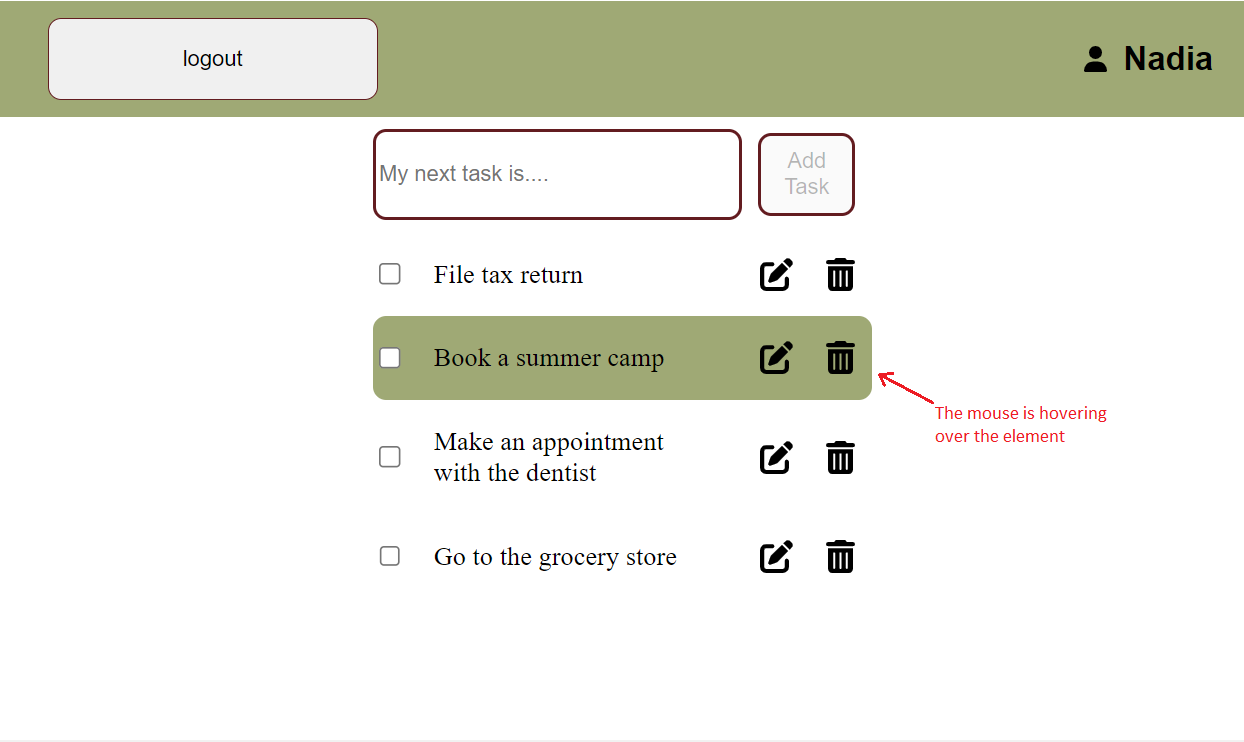 logout
Nadia
My next task is....
Add
Task
File tax return
Book a summer camp
The mouse is hovering
over the element
Make an appointment
with the dentist
Go to the grocery store